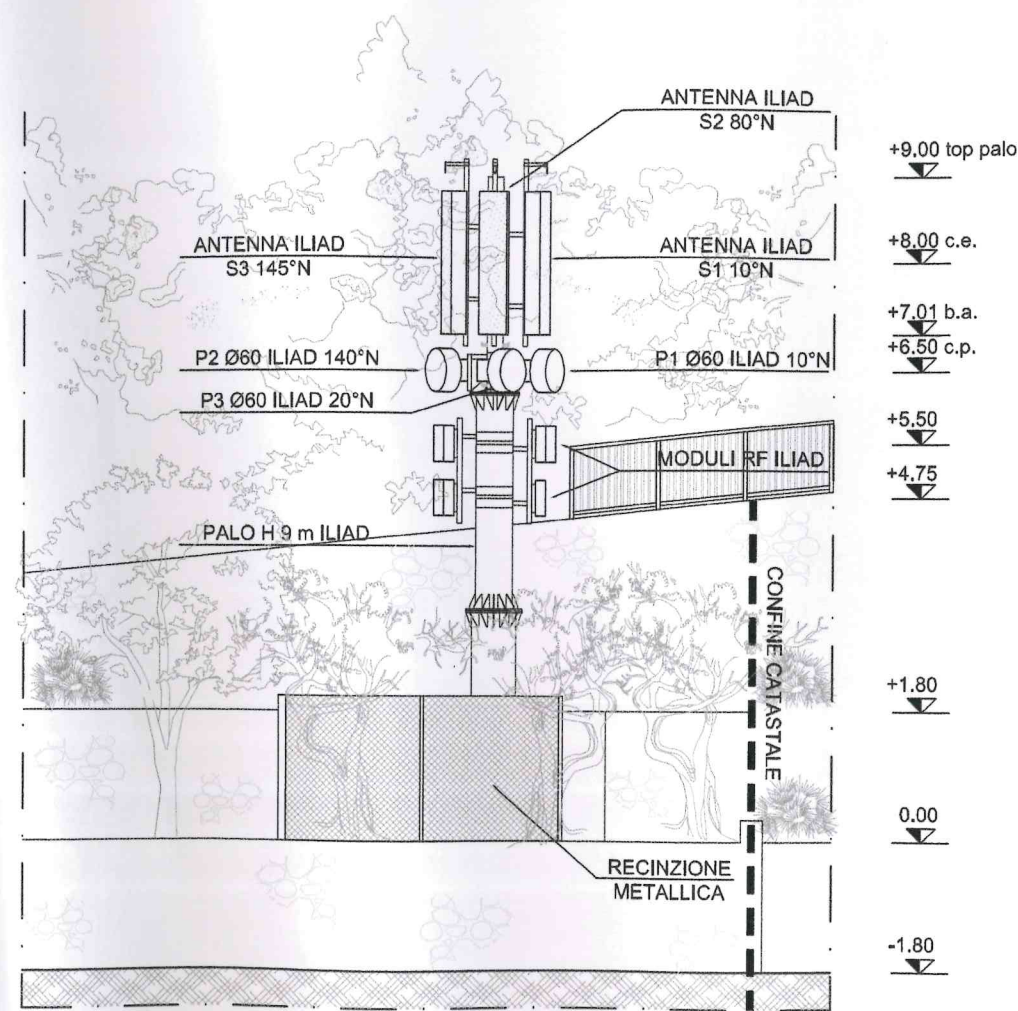 ANTENNA ILIAD
S2 80°N
+9.00 top palo
ANTENNA ILIAD
S3 145°N
ANTENNA ILIAD
S1 10°N
+8.00 c.e.
+7.01 b.a.
+6.50 c.p.
P2 Ø60 ILIAD 140°N
P1 Ø60 ILIAD 10°N
P3 Ø60 ILIAD 20°N
+5.50
MODULI RF ILIAD
+4.75
PALO H 9 m ILIAD
CONFINE CATASTALE
+1.80
0.00
RECINZIONE
METALLICA
-1.80